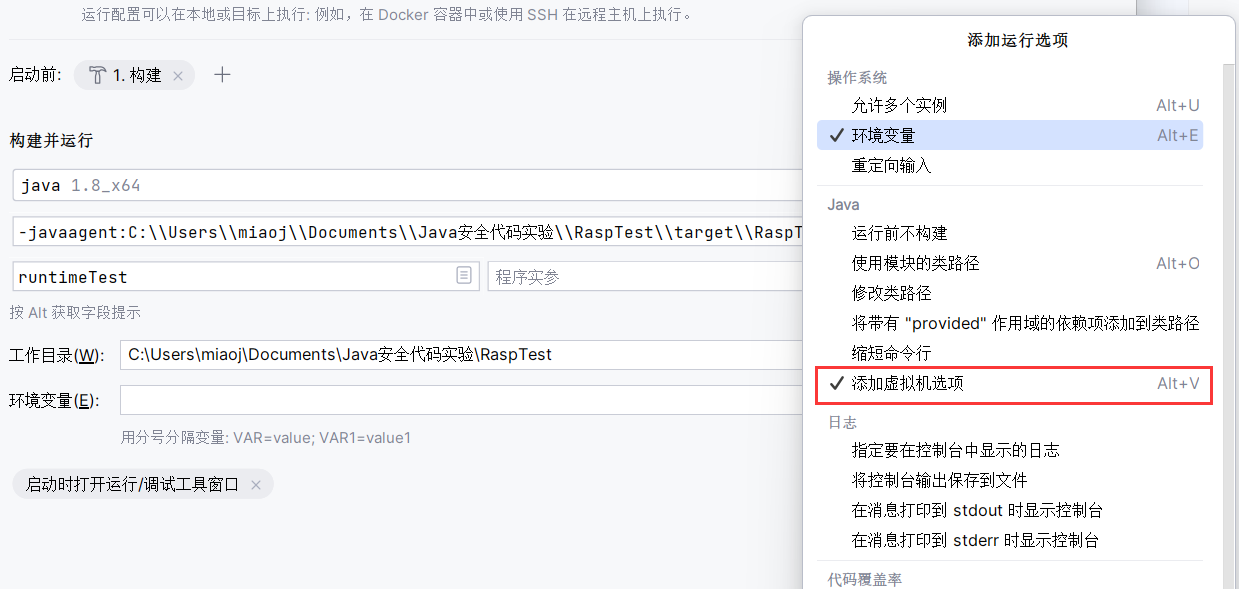 运行配置可以在本地或目标上执行: 例如，在 Docker 容器中或使用 SSH 在远程主机上执行。
启动前:
1. 构建
构建并运行
java 1.8_x64
-javaagent:C:\\Users\\miaoj\\Documents\\Java安全代码实验\\RaspTest\\target\\RaspT
runtimeTest
程序实参
按 Alt 获取字段提示
工作目录(W):
C:\Users\miaoj\Documents\Java安全代码实验\RaspTest
环境变量(E):
用分号分隔变量: VAR=value; VAR1=value1
启动时打开运行/调试工具窗口
添加运行选项
操作系统
允许多个实例 Alt+U
环境变量 Alt+E
重定向输入
Java
运行前不构建
使用模块的类路径 Alt+O
修改类路径
将带有 "provided" 作用域的依赖项添加到类路径
缩短命令行
添加虚拟机选项 Alt+V
日志
指定要在控制台中显示的日志
将控制台输出保存到文件
在消息打印到 stdout 时显示控制台
在消息打印到 stderr 时显示控制台
代码覆盖率